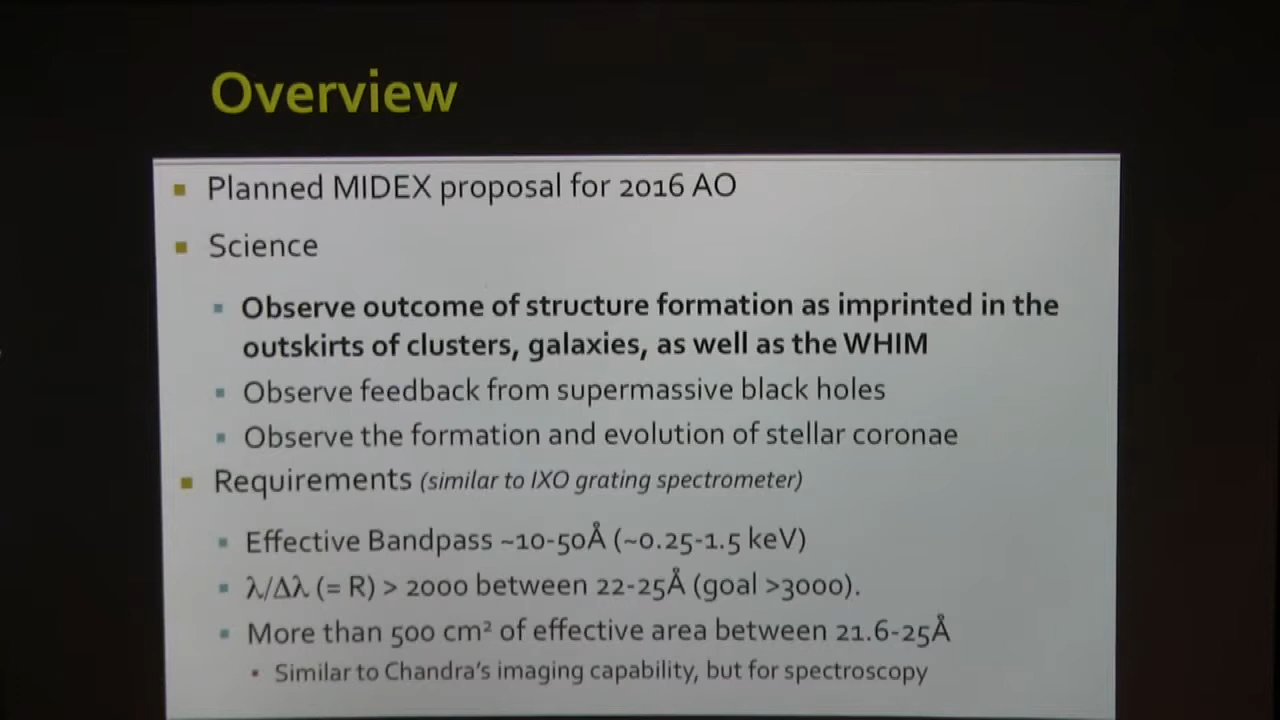 Overview
Planned MIDEX proposal for 2016 AO
Science
Observe outcome of structure formation as imprinted in the
outskirts of clusters, galaxies, as well as the WHIM
Observe feedback from supermassive black holes
Observe the formation and evolution of stellar coronae
Requirements (similar to IXO grating spectrometer)
Effective Bandpass ~10-50Å (~0.25-1.5 keV)
λ/Δλ (= R) > 2000 between 22-25Å (goal >3000).
More than 500 cm² of effective area between 21.6-25Å
Similar to Chandra's imaging capability, but for spectroscopy